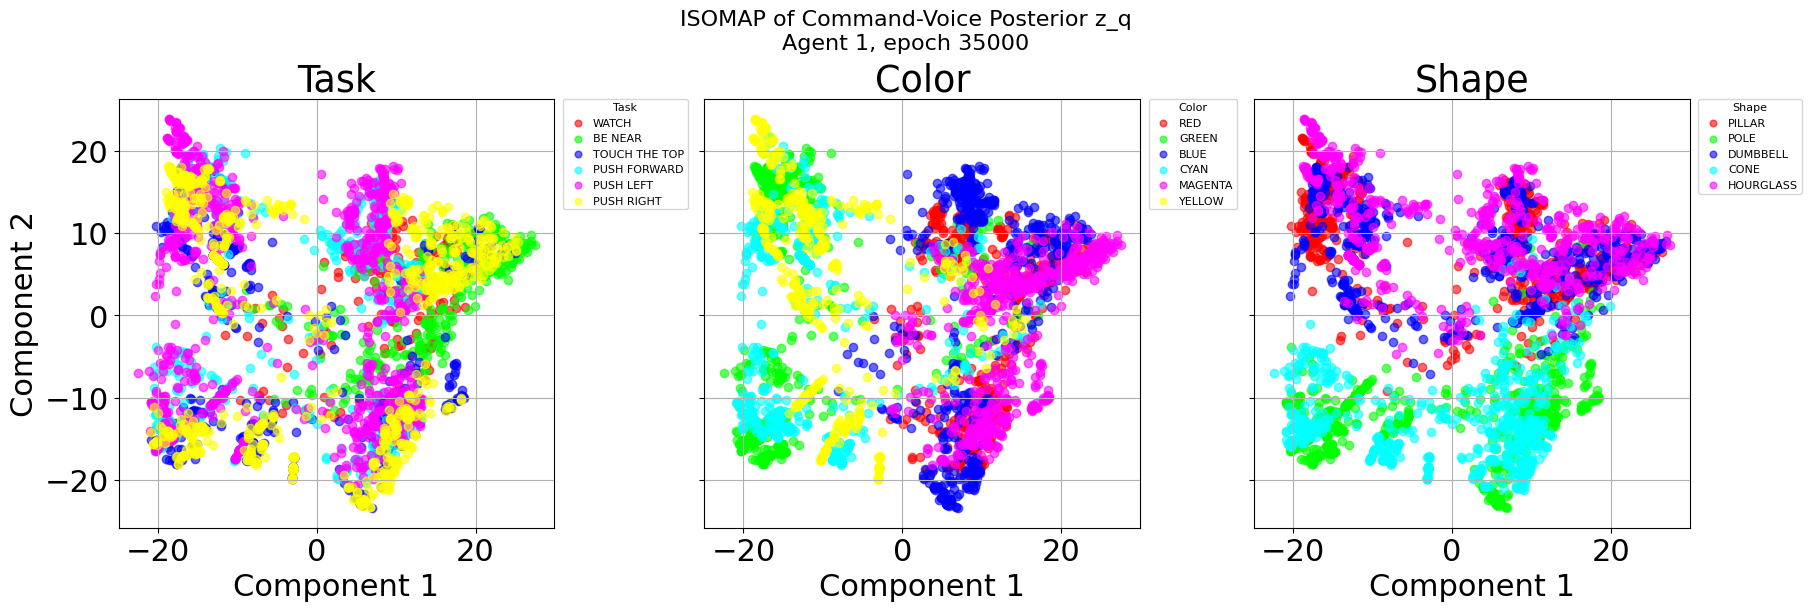 ISOMAP of Command-Voice Posterior z_q
Agent 1, epoch 35000
Task
Color
Shape
Task
WATCH
BE NEAR
TOUCH THE TOP
PUSH FORWARD
PUSH LEFT
PUSH RIGHT
Color
RED
GREEN
BLUE
CYAN
MAGENTA
YELLOW
Shape
PILLAR
POLE
DUMBBELL
CONE
HOURGLASS
Component 2
20
10
0
−10
−20
−20 0 20
−20 0 20
−20 0 20
Component 1
Component 1
Component 1